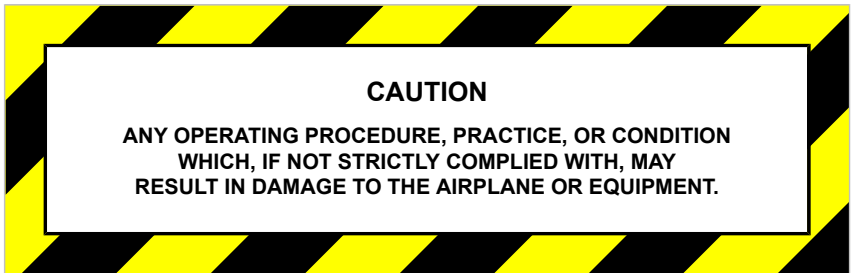 CAUTION
ANY OPERATING PROCEDURE, PRACTICE, OR CONDITION
WHICH, IF NOT STRICTLY COMPLIED WITH, MAY
RESULT IN DAMAGE TO THE AIRPLANE OR EQUIPMENT.